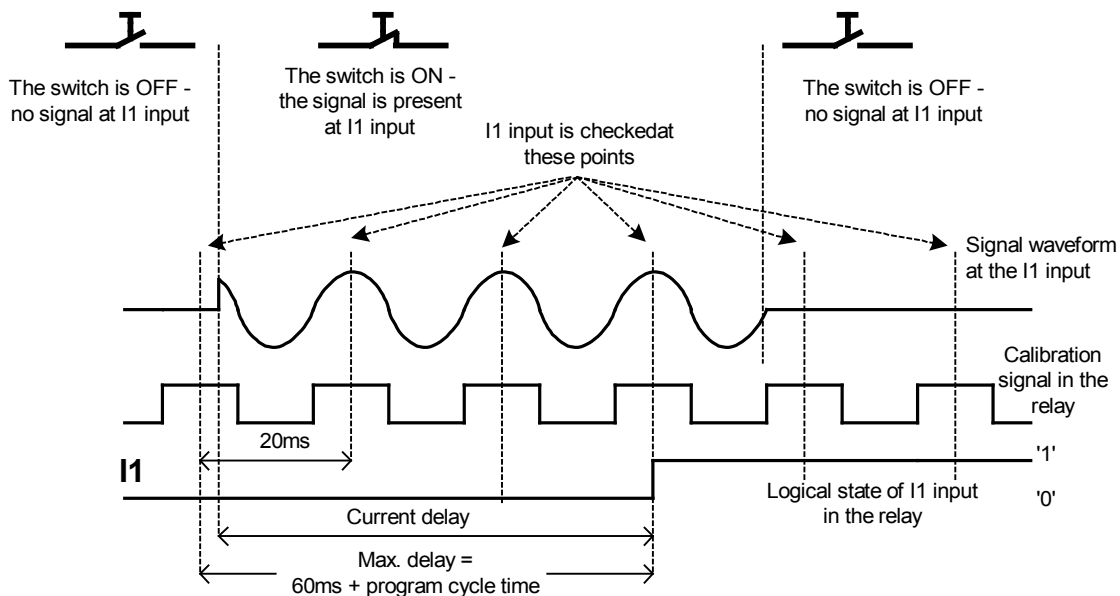 The switch is OFF -
no signal at I1 input
The switch is ON -
the signal is present
at I1 input
The switch is OFF -
no signal at I1 input
I1 input is checkedat
these points
Signal waveform
at the I1 input
Calibration
signal in the
relay
20ms
I1
'1'
'0'
Logical state of I1 input
in the relay
Current delay
Max. delay =
60ms + program cycle time